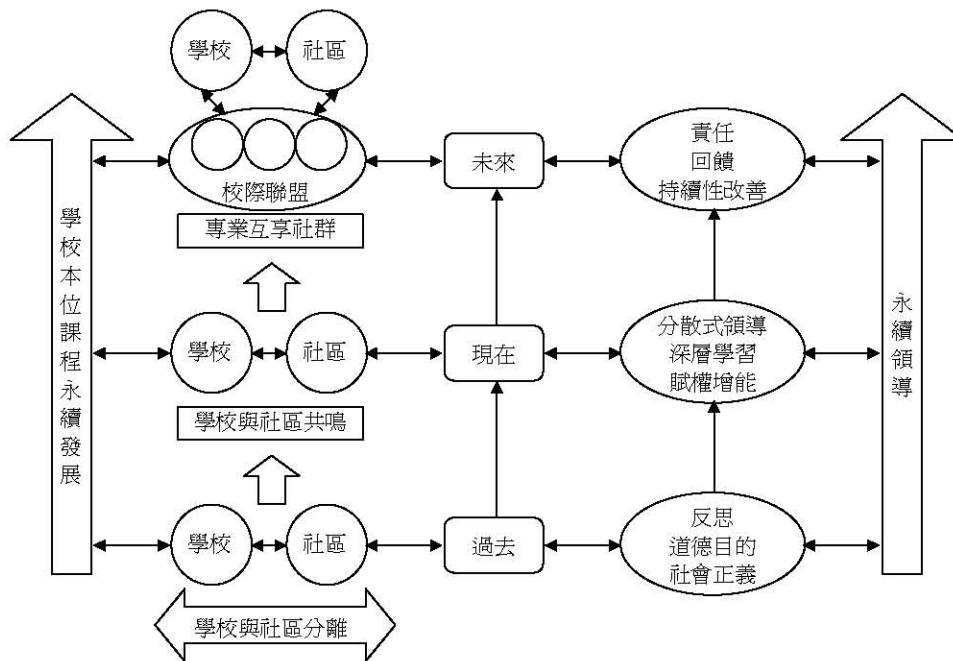 學校
社區
校際聯盟
未來
責任
回饋
持續性改善
專業互享社群
學校
社區
現在
分散式領導
深層學習
賦權增能
學校與社區共鳴
學校
社區
過去
反思
道德目的
社會正義
學校與社區分離
學校本位課程永續發展
永續領導